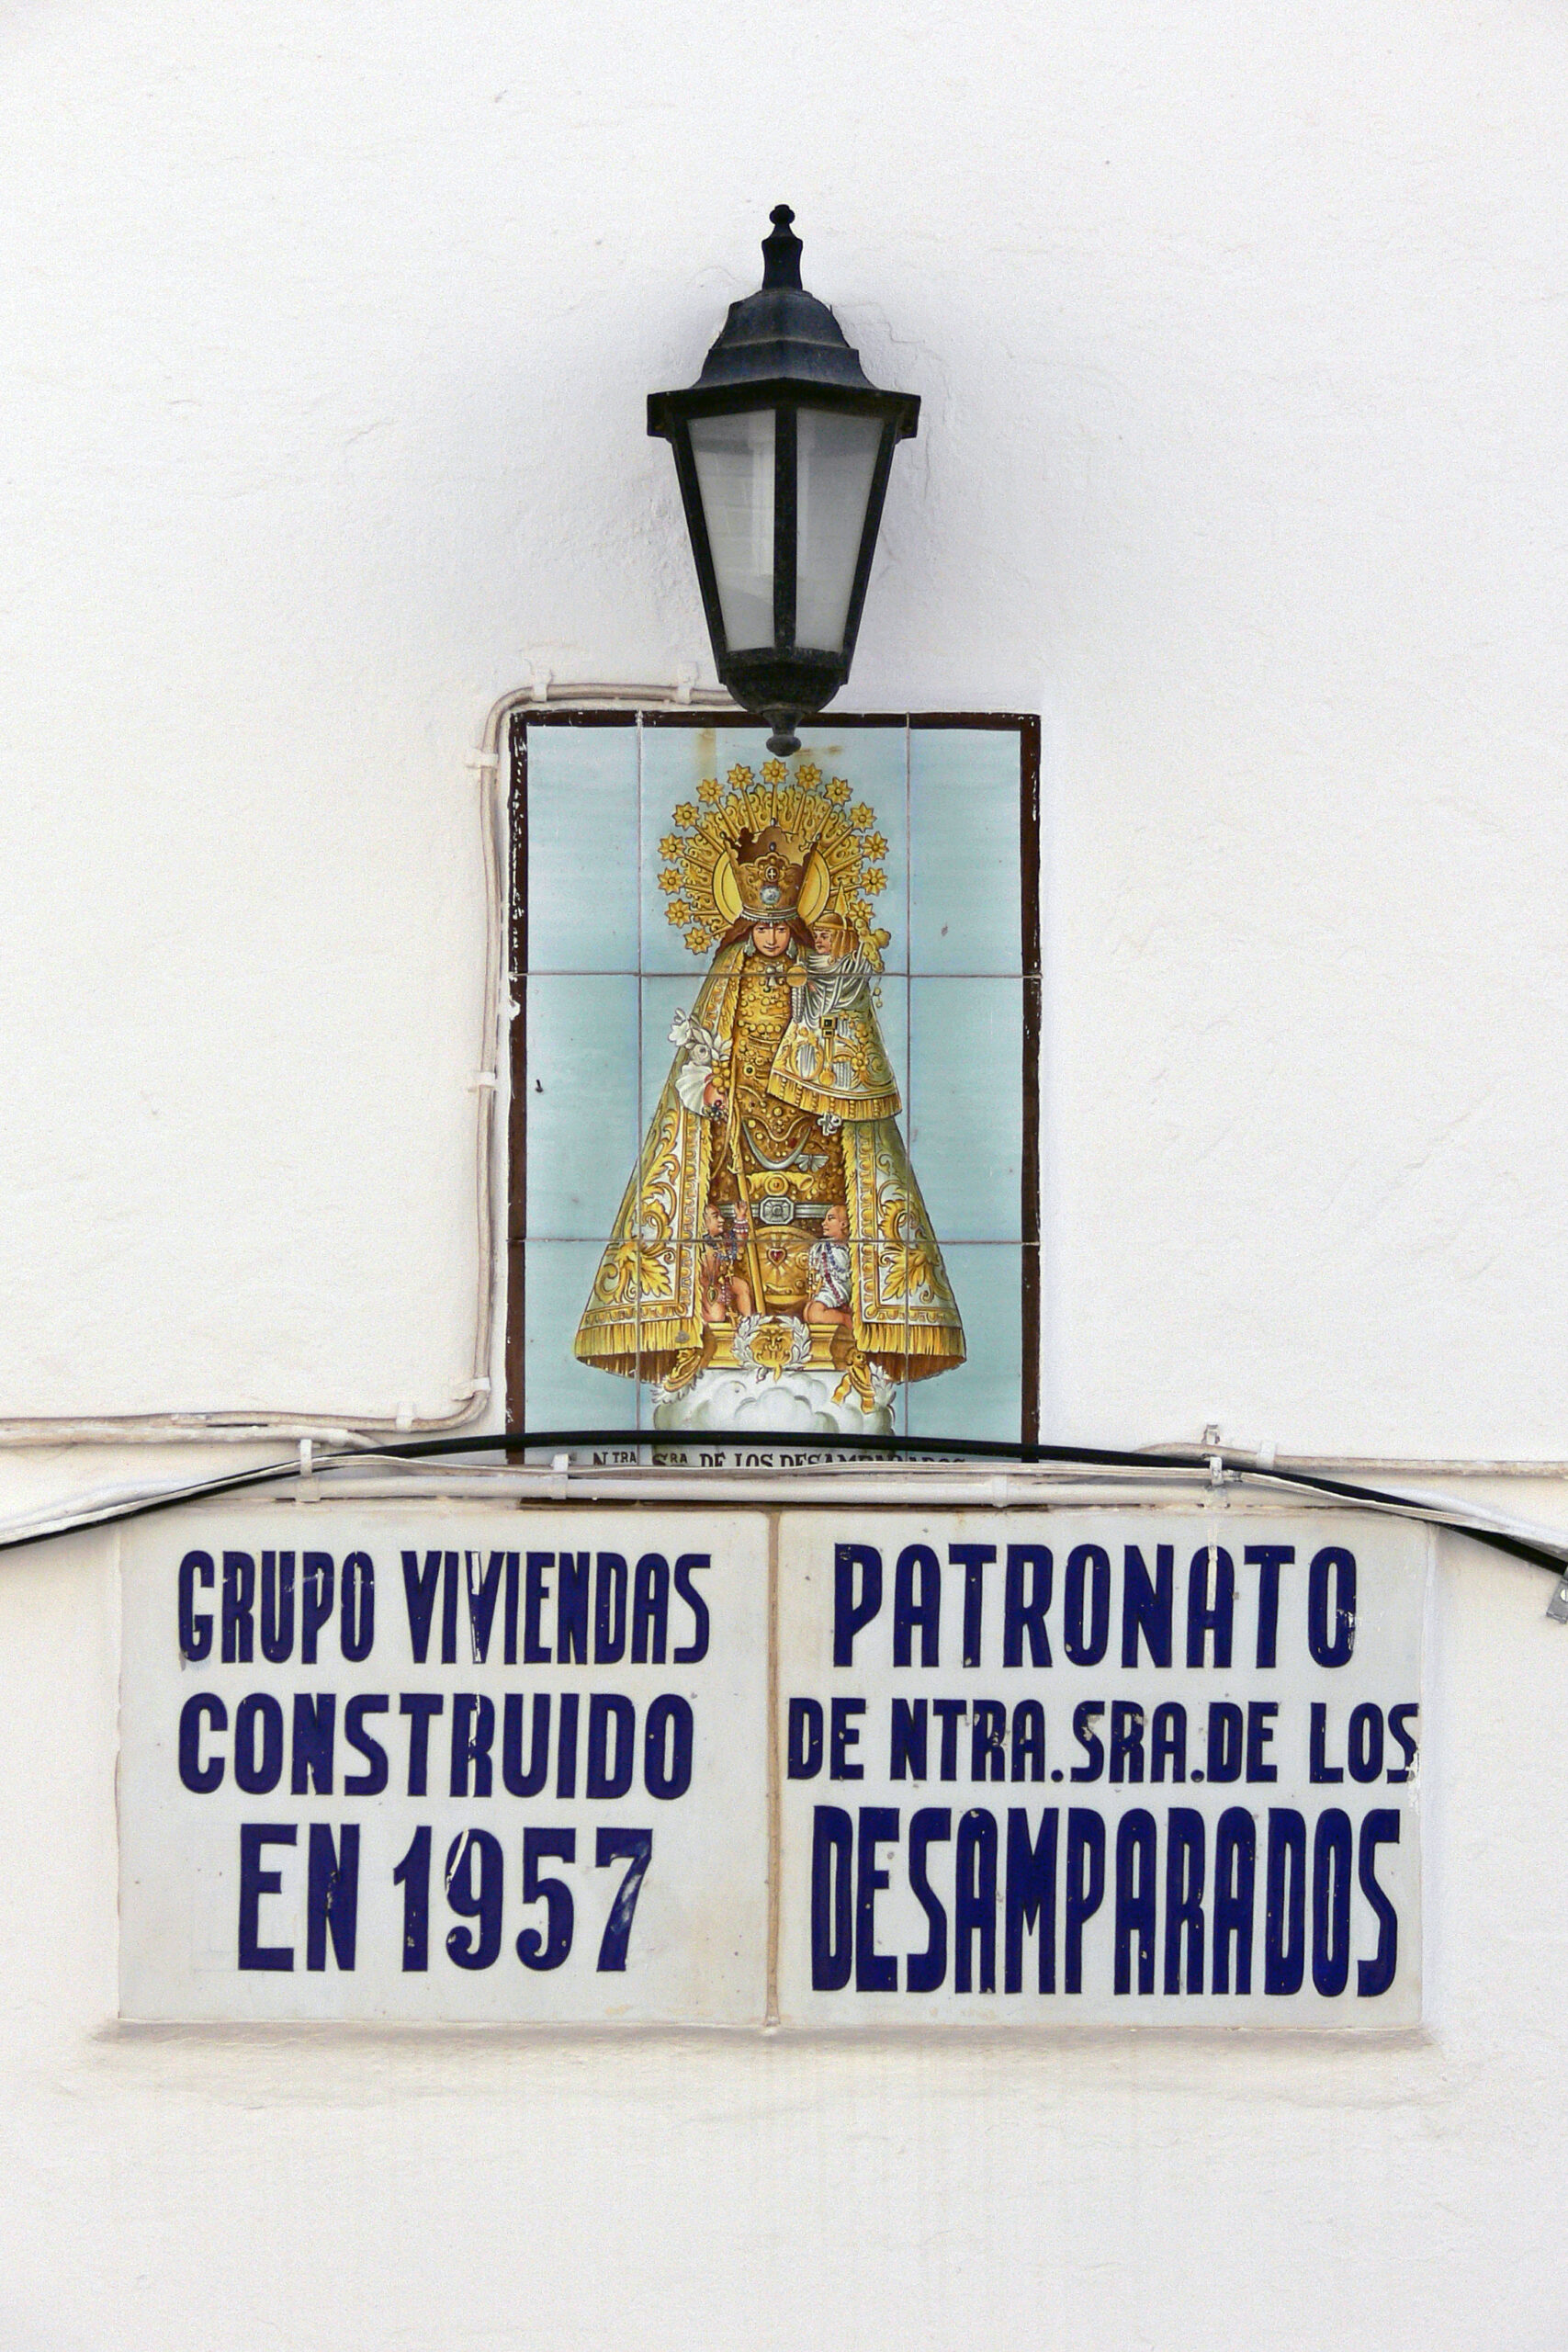 NTRA SRA DE LOS DESAMPARADOS
GRUPO VIVIENDAS
CONSTRUIDO
EN 1957
PATRONATO
DE NTRA.SRA.DE LOS
DESAMPARADOS